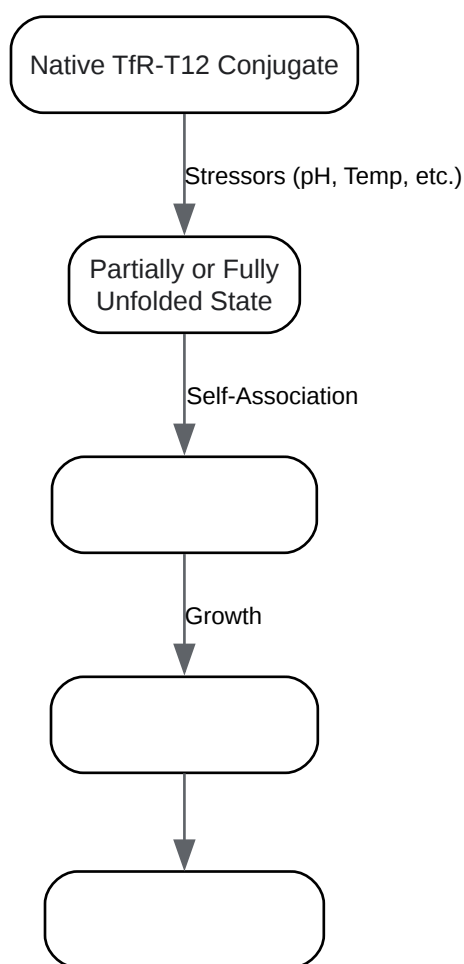 Native TfR-T12 Conjugate
Stressors (pH, Temp, etc.)
Partially or Fully
Unfolded State
Self-Association
Growth